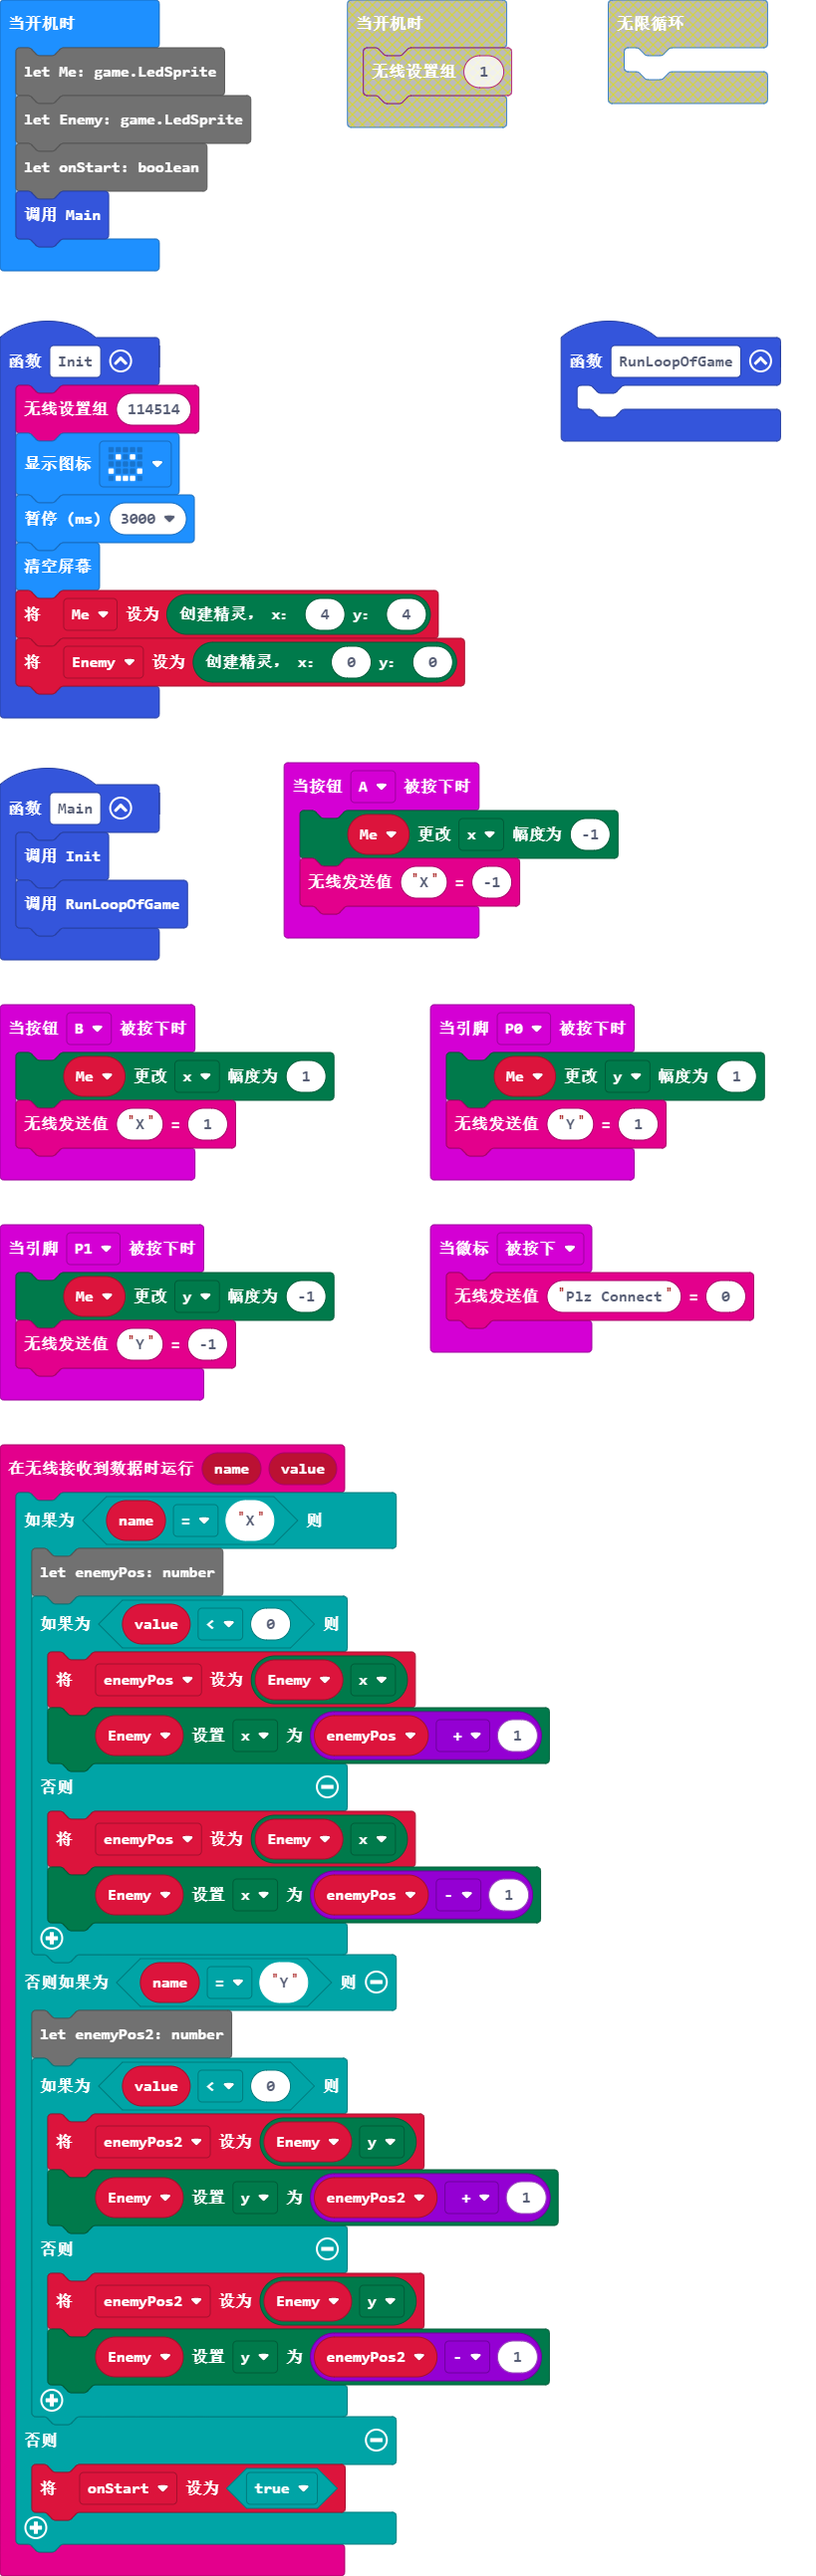 当开机时
let Me: game.LedSprite
let Enemy: game.LedSprite
let onStart: boolean
调用 Main
当开机时
无线设置组 1
无限循环
函数 Init
无线设置组 114514
显示图标
暂停 (ms) 3000
清空屏幕
将 Me 设为 创建精灵, x: 4 y: 4
将 Enemy 设为 创建精灵, x: 0 y: 0
函数 RunLoopOfGame
函数 Main
调用 Init
调用 RunLoopOfGame
当按钮 A 被按下时
Me 更改 x 幅度为 -1
无线发送值 "X" = -1
当按钮 B 被按下时
Me 更改 x 幅度为 1
无线发送值 "X" = 1
当引脚 P0 被按下时
Me 更改 y 幅度为 1
无线发送值 "Y" = 1
当引脚 P1 被按下时
Me 更改 y 幅度为 -1
无线发送值 "Y" = -1
当徽标 被按下
无线发送值 "Plz Connect" = 0
在无线接收到数据时运行 name value
如果为 name = "X" 则
let enemyPos: number
如果为 value < 0 则
将 enemyPos 设为 Enemy x
Enemy 设置 x 为 enemyPos + 1
否则
将 enemyPos 设为 Enemy x
Enemy 设置 x 为 enemyPos - 1
否则如果为 name = "Y" 则
let enemyPos2: number
如果为 value < 0 则
将 enemyPos2 设为 Enemy y
Enemy 设置 y 为 enemyPos2 + 1
否则
将 enemyPos2 设为 Enemy y
Enemy 设置 y 为 enemyPos2 - 1
否则
将 onStart 设为 true